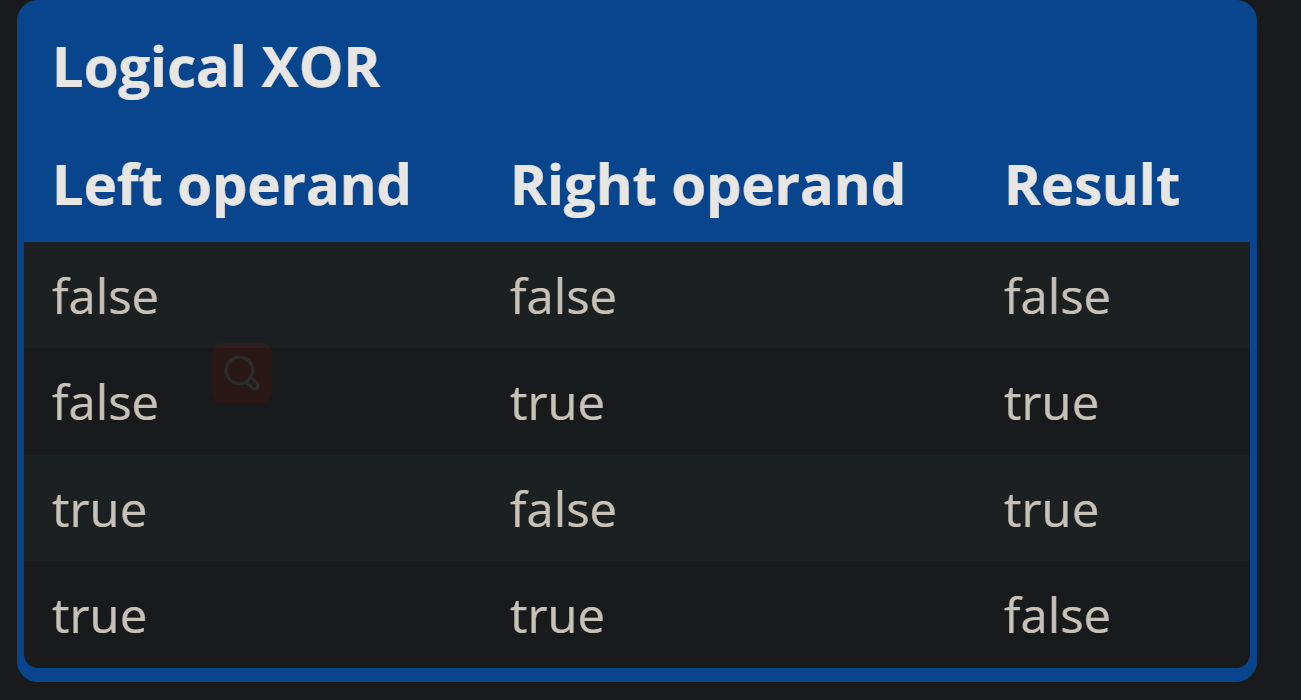 Logical XOR
Left operand Right operand Result
false false false
false true true
true false true
true true false